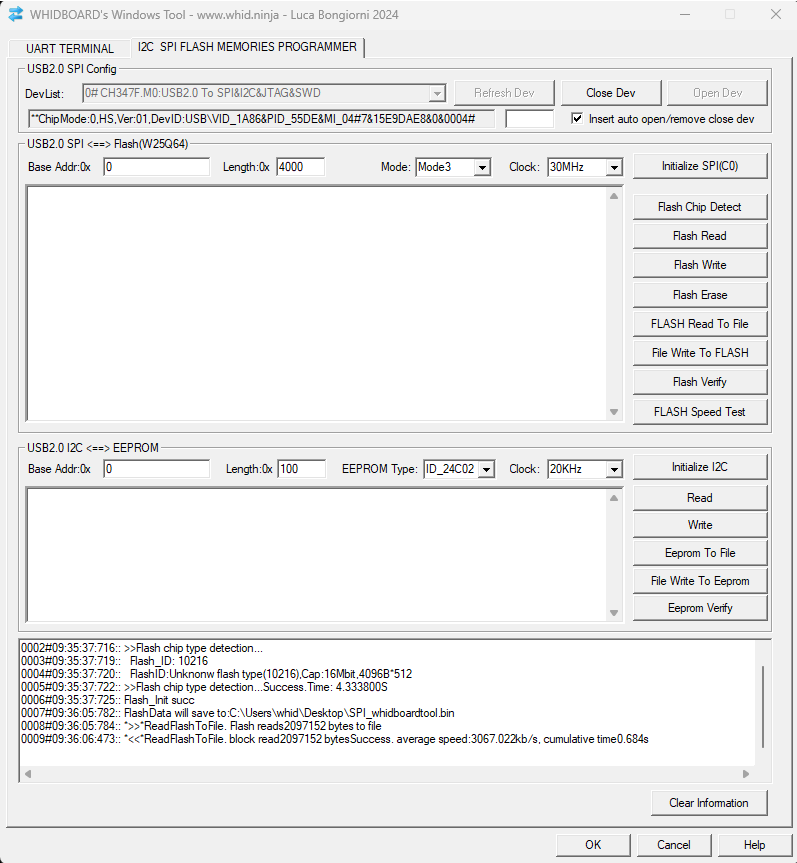 WHIDBOARD's Windows Tool - www.whid.ninja - Luca Bongiorni 2024
UART TERMINAL
I2C  SPI FLASH MEMORIES PROGRAMMER
USB2.0 SPI Config
DevList:
0# CH347F.M0:USB2.0 To SPI&I2C&JTAG&SWD
Refresh Dev
Close Dev
Open Dev
**ChipMode:0,HS,Ver:01,DevID:USB\VID_1A86&PID_55DE&MI_04#7&15E9DAE8&0&0004#
Insert auto open/remove close dev
USB2.0 SPI <==> Flash(W25Q64)
Base Addr:0x
0
Length:0x
4000
Mode:
Mode3
Clock:
30MHz
Initialize SPI(C0)
Flash Chip Detect
Flash Read
Flash Write
Flash Erase
FLASH Read To File
File Write To FLASH
Flash Verify
FLASH Speed Test
USB2.0 I2C <==> EEPROM
Base Addr:0x
0
Length:0x
100
EEPROM Type:
ID_24C02
Clock:
20KHz
Initialize I2C
Read
Write
Eeprom To File
File Write To Eeprom
Eeprom Verify
0002#09:35:37:716:: >>Flash chip type detection...
0003#09:35:37:719::   Flash_ID: 10216
0004#09:35:37:720::   FlashID:Unknonw flash type(10216),Cap:16Mbit,4096B*512
0005#09:35:37:722:: >>Flash chip type detection...Success.Time: 4.333800S
0006#09:35:37:725:: Flash_Init succ
0007#09:36:05:782:: FlashData will save to:C:\Users\whid\Desktop\SPI_whidboardtool.bin
0008#09:36:05:784:: *>>*ReadFlashToFile. Flash reads2097152 bytes to file
0009#09:36:06:473:: *<<*ReadFlashToFile. block read2097152 bytesSuccess. average speed:3067.022kb/s, cumulative time0.684s
Clear Information
OK
Cancel
Help